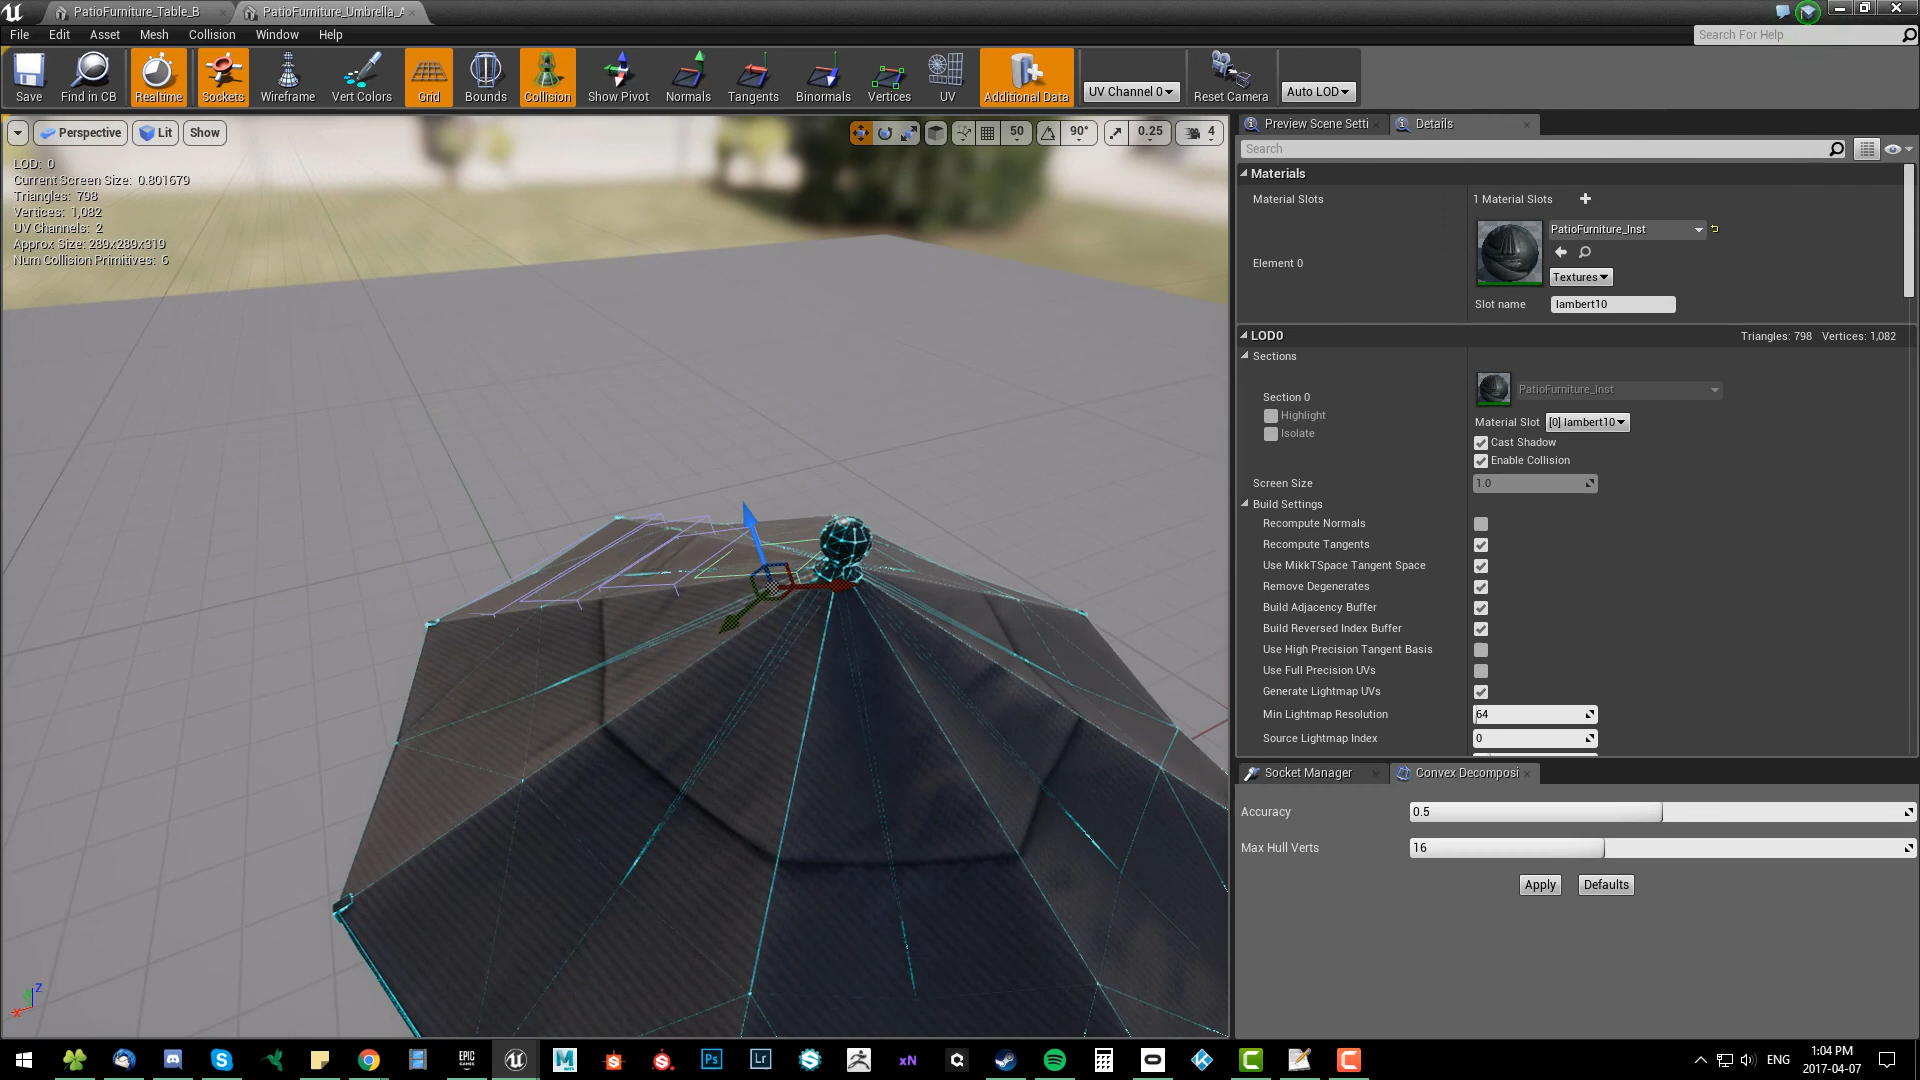 PatioFurniture_Table_B
PatioFurniture_Umbrella_A
File Edit Asset Mesh Collision Window Help
Search For Help
Save
Find in CB
Realtime
Sockets
Wireframe
Vert Colors
Grid
Bounds
Collision
Show Pivot
Normals
Tangents
Binormals
Vertices
UV
Additional Data
UV Channel 0
Reset Camera
Auto LOD
Perspective Lit Show
50 90° 0.25 4
LOD: 0
Current Screen Size: 0.801679
Triangles: 798
Vertices: 1,082
UV Channels: 2
Approx Size: 289x289x319
Num Collision Primitives: 6
Z
X
Preview Scene Setti
Details
Search
Materials
Material Slots 1 Material Slots
Element 0
PatioFurniture_Inst
Textures
Slot name lambert10
LOD0 Triangles: 798 Vertices: 1,082
Sections
PatioFurniture_Inst
Section 0
Highlight
Isolate
Material Slot [0] lambert10
Cast Shadow
Enable Collision
Screen Size 1.0
Build Settings
Recompute Normals
Recompute Tangents
Use MikkTSpace Tangent Space
Remove Degenerates
Build Adjacency Buffer
Build Reversed Index Buffer
Use High Precision Tangent Basis
Use Full Precision UVs
Generate Lightmap UVs
Min Lightmap Resolution 64
Source Lightmap Index 0
Socket Manager
Convex Decomposi
Accuracy 0.5
Max Hull Verts 16
Apply Defaults
EPIC
GAMES
Ps
Lr
xN
ENG
1:04 PM
2017-04-07